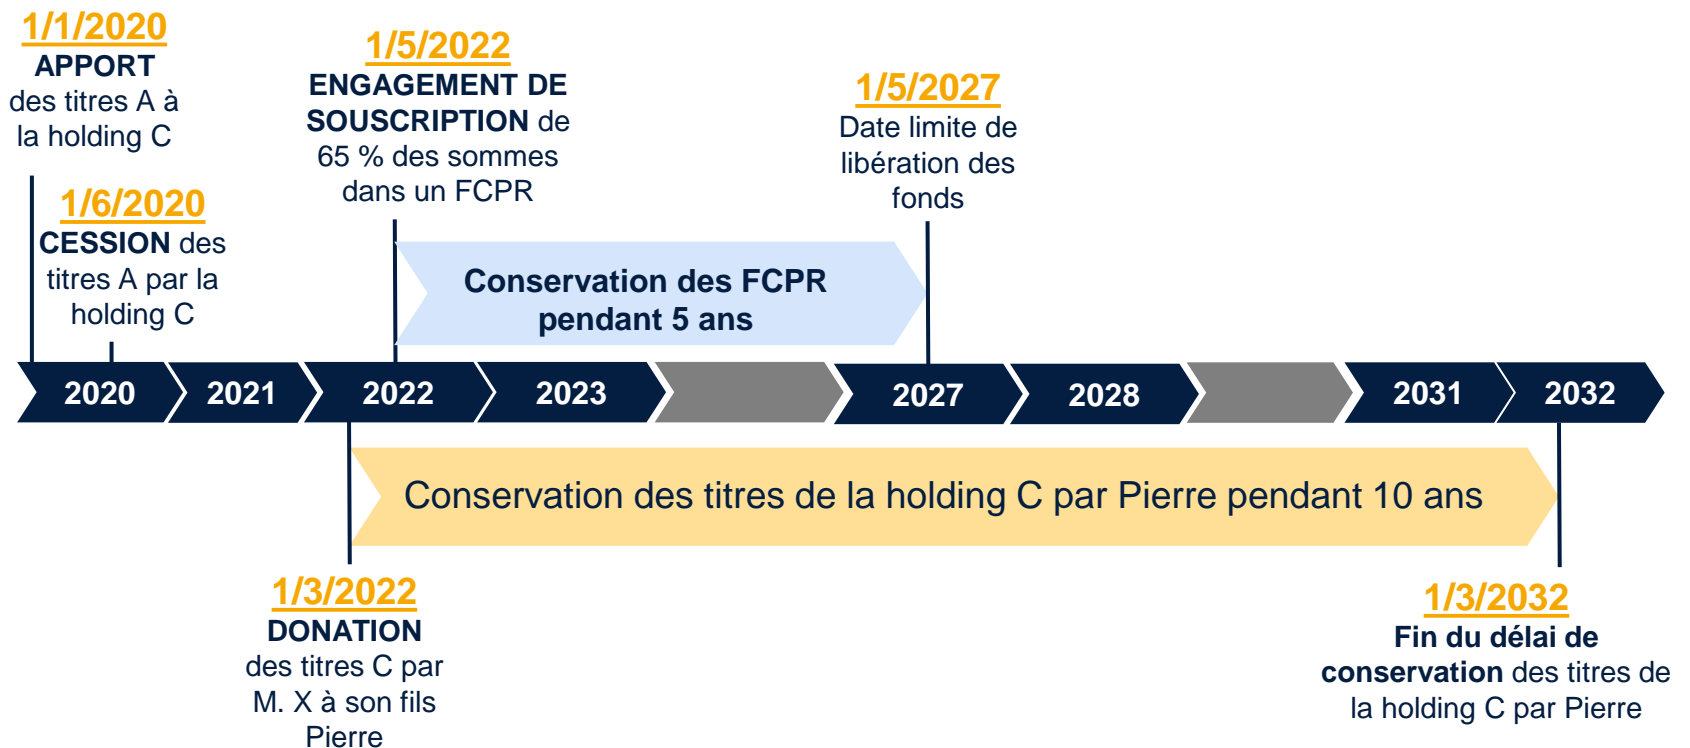 1/1/2020
APPORT
des titres A à
la holding C
1/6/2020
CESSION des
titres A par la
holding C
1/5/2022
ENGAGEMENT DE
SOUSCRIPTION de
65 % des sommes
dans un FCPR
1/5/2027
Date limite de
libération des
fonds
Conservation des FCPR
pendant 5 ans
2020
2021
2022
2023
2027
2028
2031
2032
Conservation des titres de la holding C par Pierre pendant 10 ans
1/3/2022
DONATION
des titres C par
M. X à son fils
Pierre
1/3/2032
Fin du délai de
conservation des titres de
la holding C par Pierre